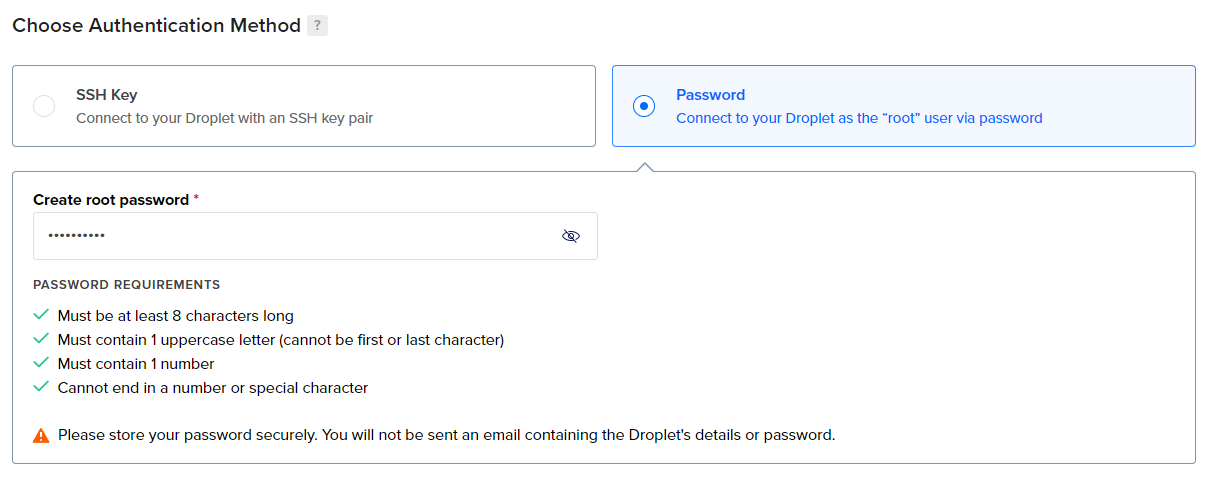 Choose Authentication Method ?
SSH Key
Connect to your Droplet with an SSH key pair
Password
Connect to your Droplet as the “root” user via password
Create root password *
••••••••••
PASSWORD REQUIREMENTS
Must be at least 8 characters long
Must contain 1 uppercase letter (cannot be first or last character)
Must contain 1 number
Cannot end in a number or special character
Please store your password securely. You will not be sent an email containing the Droplet's details or password.